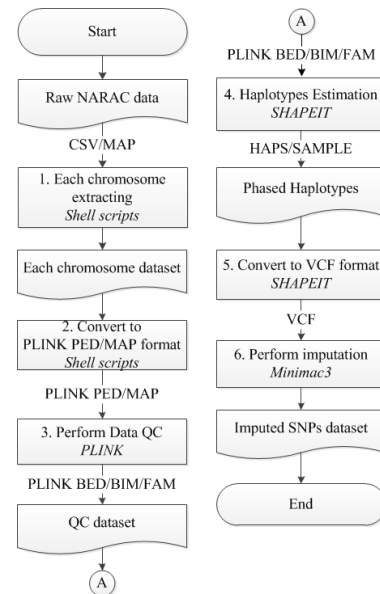 Start
Raw NARAC data
CSV/MAP
1. Each chromosome
extracting
Shell scripts
Each chromosome dataset
2. Convert to
PLINK PED/MAP format
Shell scripts
PLINK PED/MAP
3. Perform Data QC
PLINK
PLINK BED/BIM/FAM
QC dataset
A
A
PLINK BED/BIM/FAM
4. Haplotypes Estimation
SHAPEIT
HAPS/SAMPLE
Phased Haplotypes
5. Convert to VCF format
SHAPEIT
VCF
6. Perform imputation
Minimac3
Imputed SNPs dataset
End